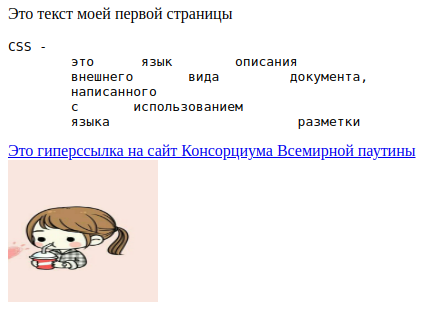 Это текст моей первой страницы
CSS -
это язык описания
внешнего вида документа,
написанного
с использованием
языка разметки
Это гиперссылка на сайт Консорциума Всемирной паутины